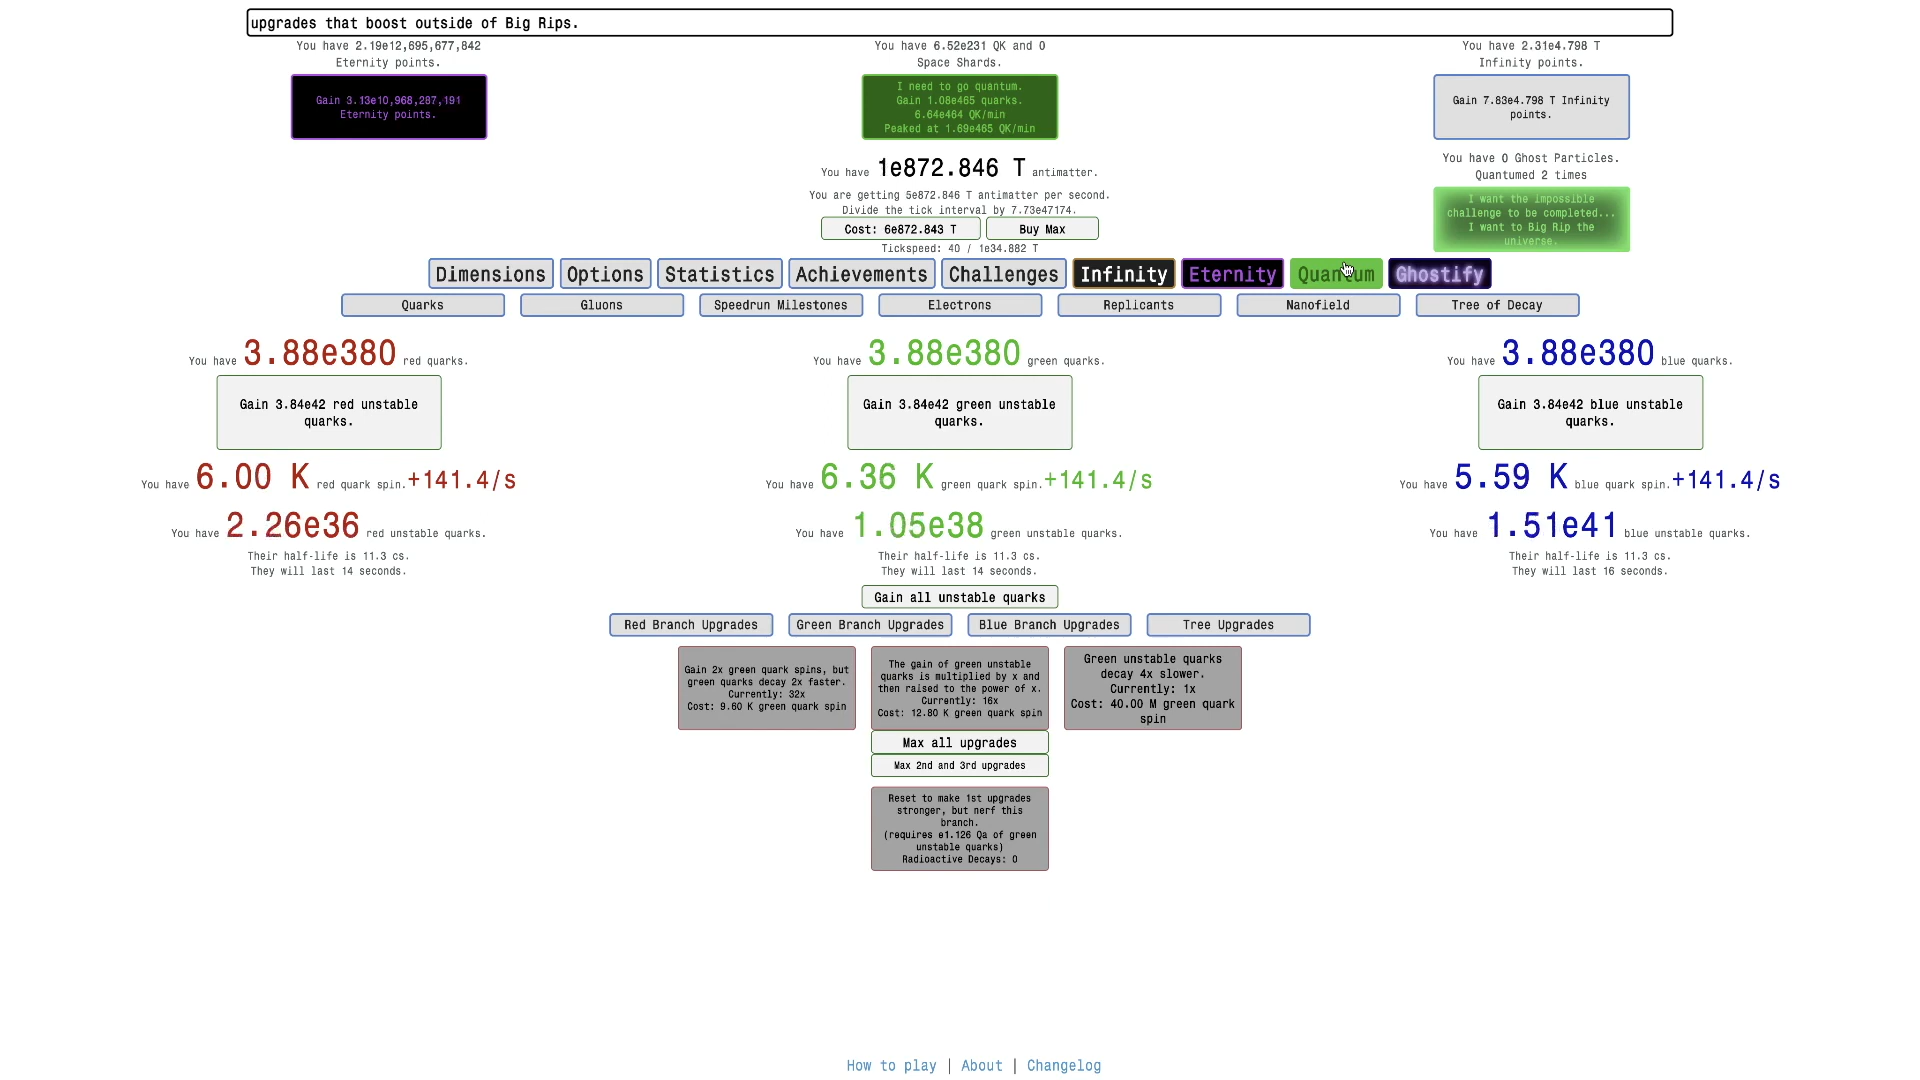 upgrades that boost outside of Big Rips.
You have 2.19e12,695,677,842
Eternity points.
You have 6.52e231 QK and 0
Space Shards.
You have 2.31e4.798 T
Infinity points.
Gain 3.13e10,968,287,191
Eternity points.
I need to go quantum.
Gain 1.08e465 quarks.
6.64e464 QK/min
Peaked at 1.69e465 QK/min
Gain 7.83e4.798 T Infinity
points.
You have 1e872.846 T antimatter.
You are getting 5e872.846 T antimatter per second.
Divide the tick interval by 7.73e47174.
Cost: 6e872.843 T
Buy Max
Tickspeed: 40 / 1e34.882 T
You have 0 Ghost Particles.
Quantumed 2 times
I want the impossible
challenge to be completed...
I want to Big Rip the
universe.
Dimensions
Options
Statistics
Achievements
Challenges
Infinity
Eternity
Quantum
Ghostify
Quarks
Gluons
Speedrun Milestones
Electrons
Replicants
Nanofield
Tree of Decay
You have 3.88e380 red quarks.
You have 3.88e380 green quarks.
You have 3.88e380 blue quarks.
Gain 3.84e42 red unstable
quarks.
Gain 3.84e42 green unstable
quarks.
Gain 3.84e42 blue unstable
quarks.
You have 6.00 K red quark spin.+141.4/s
You have 6.36 K green quark spin.+141.4/s
You have 5.59 K blue quark spin.+141.4/s
You have 2.26e36 red unstable quarks.
You have 1.05e38 green unstable quarks.
You have 1.51e41 blue unstable quarks.
Their half-life is 11.3 cs.
They will last 14 seconds.
Their half-life is 11.3 cs.
They will last 14 seconds.
Their half-life is 11.3 cs.
They will last 16 seconds.
Gain all unstable quarks
Red Branch Upgrades
Green Branch Upgrades
Blue Branch Upgrades
Tree Upgrades
Gain 2x green quark spins, but
green quarks decay 2x faster.
Currently: 32x
Cost: 9.60 K green quark spin
The gain of green unstable
quarks is multiplied by x and
then raised to the power of x.
Currently: 16x
Cost: 12.80 K green quark spin
Green unstable quarks
decay 4x slower.
Currently: 1x
Cost: 40.00 M green quark
spin
Max all upgrades
Max 2nd and 3rd upgrades
Reset to make 1st upgrades
stronger, but nerf this
branch.
(requires e1.126 Qa of green
unstable quarks)
Radioactive Decays: 0
How to play | About | Changelog